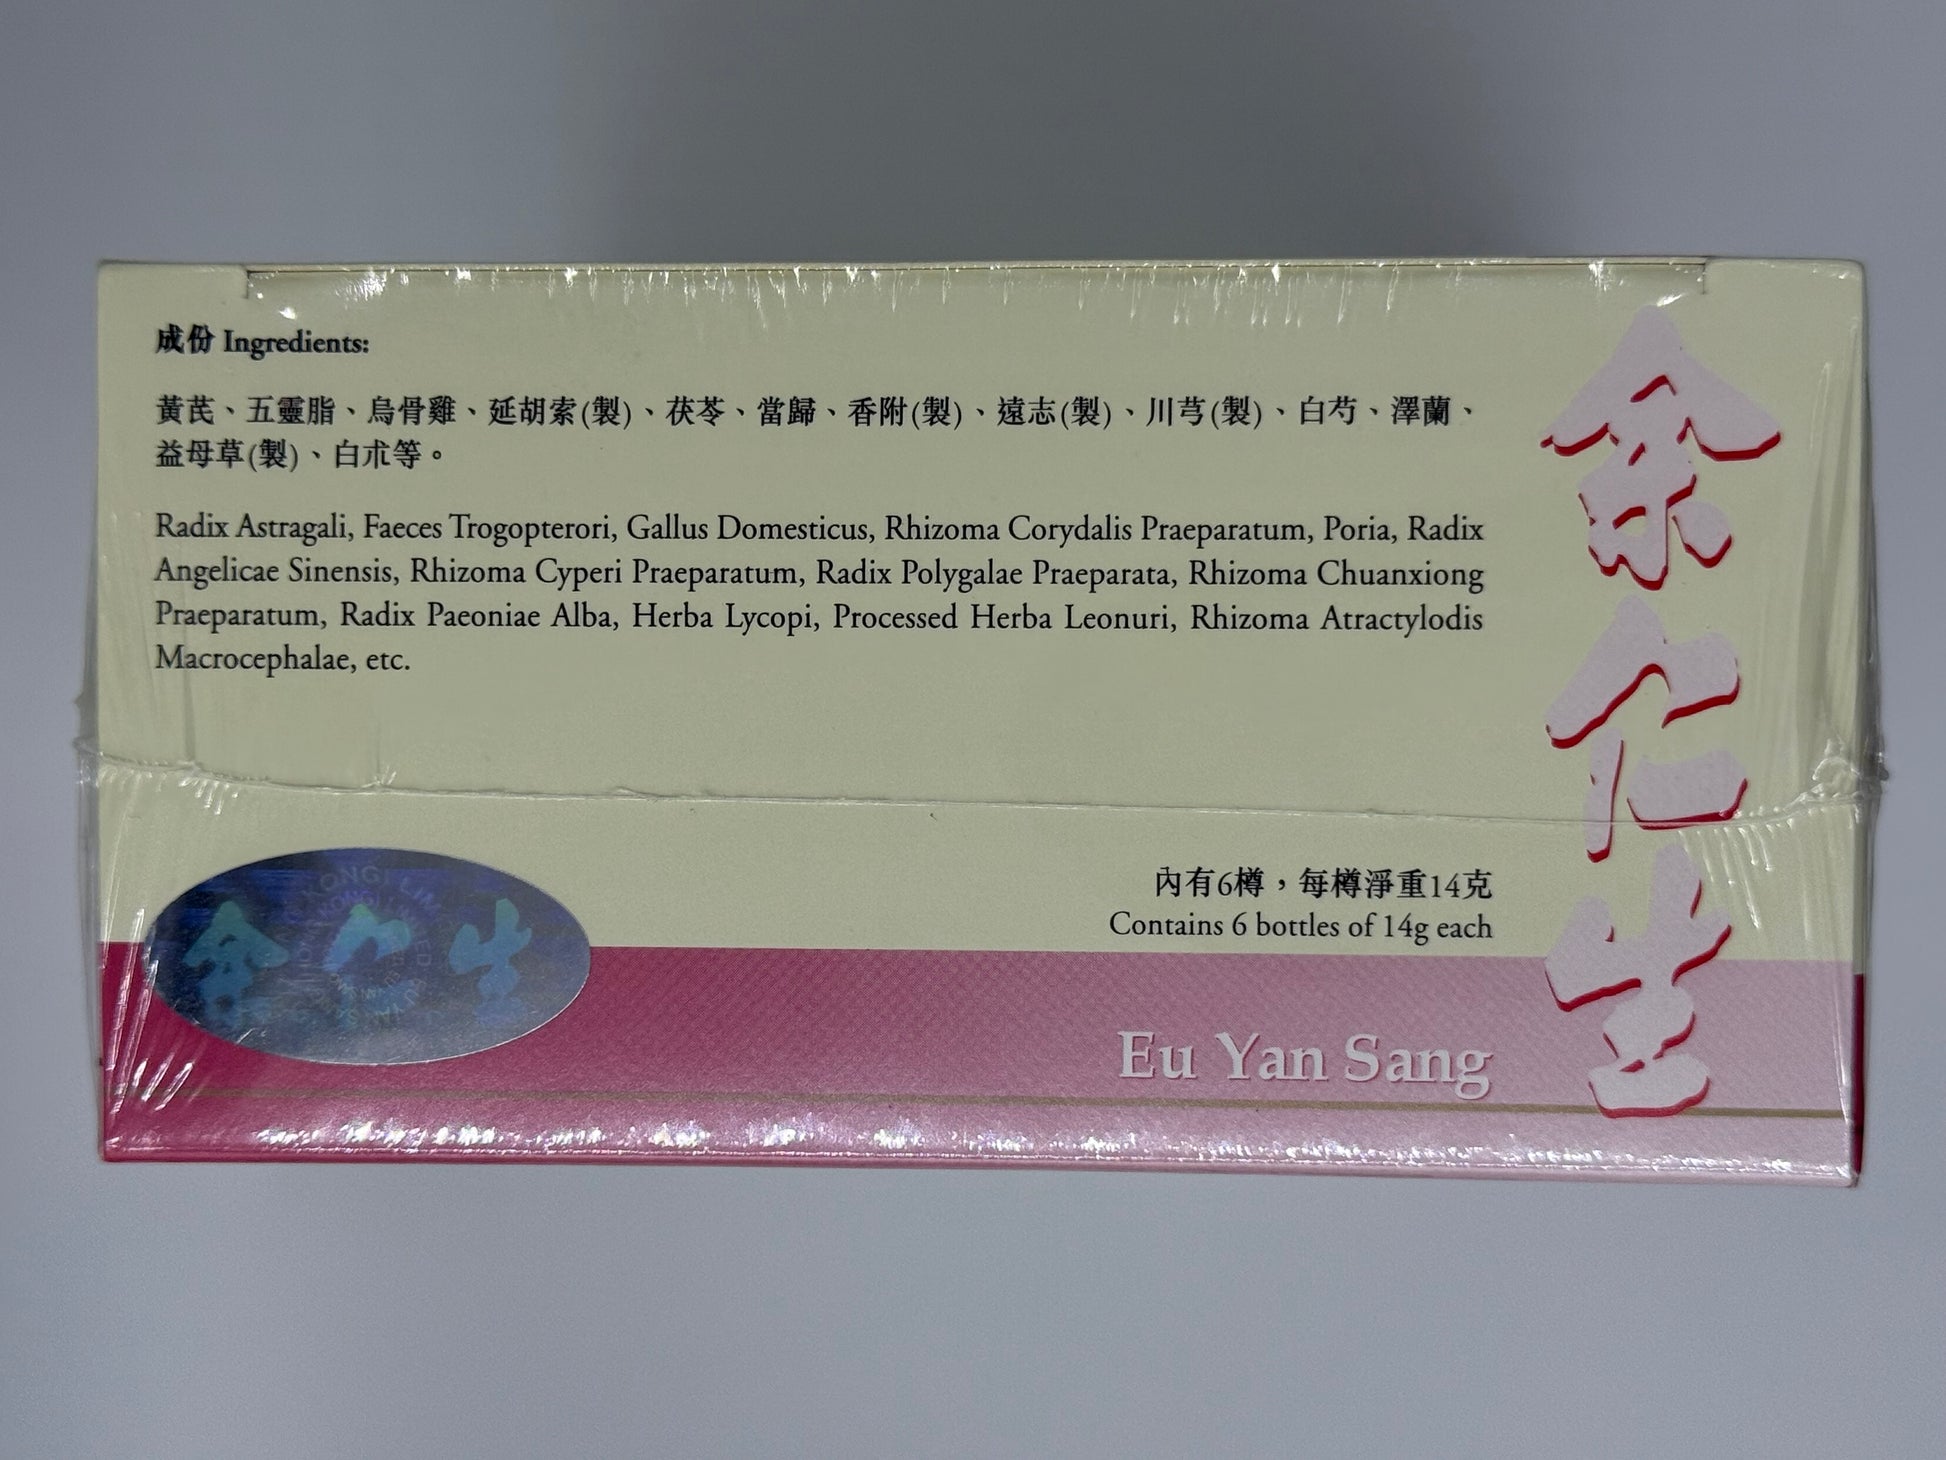 成份 Ingredients:
黃芪、五靈脂、烏骨雞、延胡索(製)、茯苓、當歸、香附(製)、遠志(製)、川芎(製)、白芍、澤蘭、
益母草(製)、白朮等。
Radix Astragali, Faeces Trogopterori, Gallus Domesticus, Rhizoma Corydalis Praeparatum, Poria, Radix
Angelicae Sinensis, Rhizoma Cyperi Praeparatum, Radix Polygalae Praeparata, Rhizoma Chuanxiong
Praeparatum, Radix Paeoniae Alba, Herba Lycopi, Processed Herba Leonuri, Rhizoma Atractylodis
Macrocephalae, etc.
余仁生
內有6樽，每樽淨重14克
Contains 6 bottles of 14g each
Eu Yan Sang
余仁生